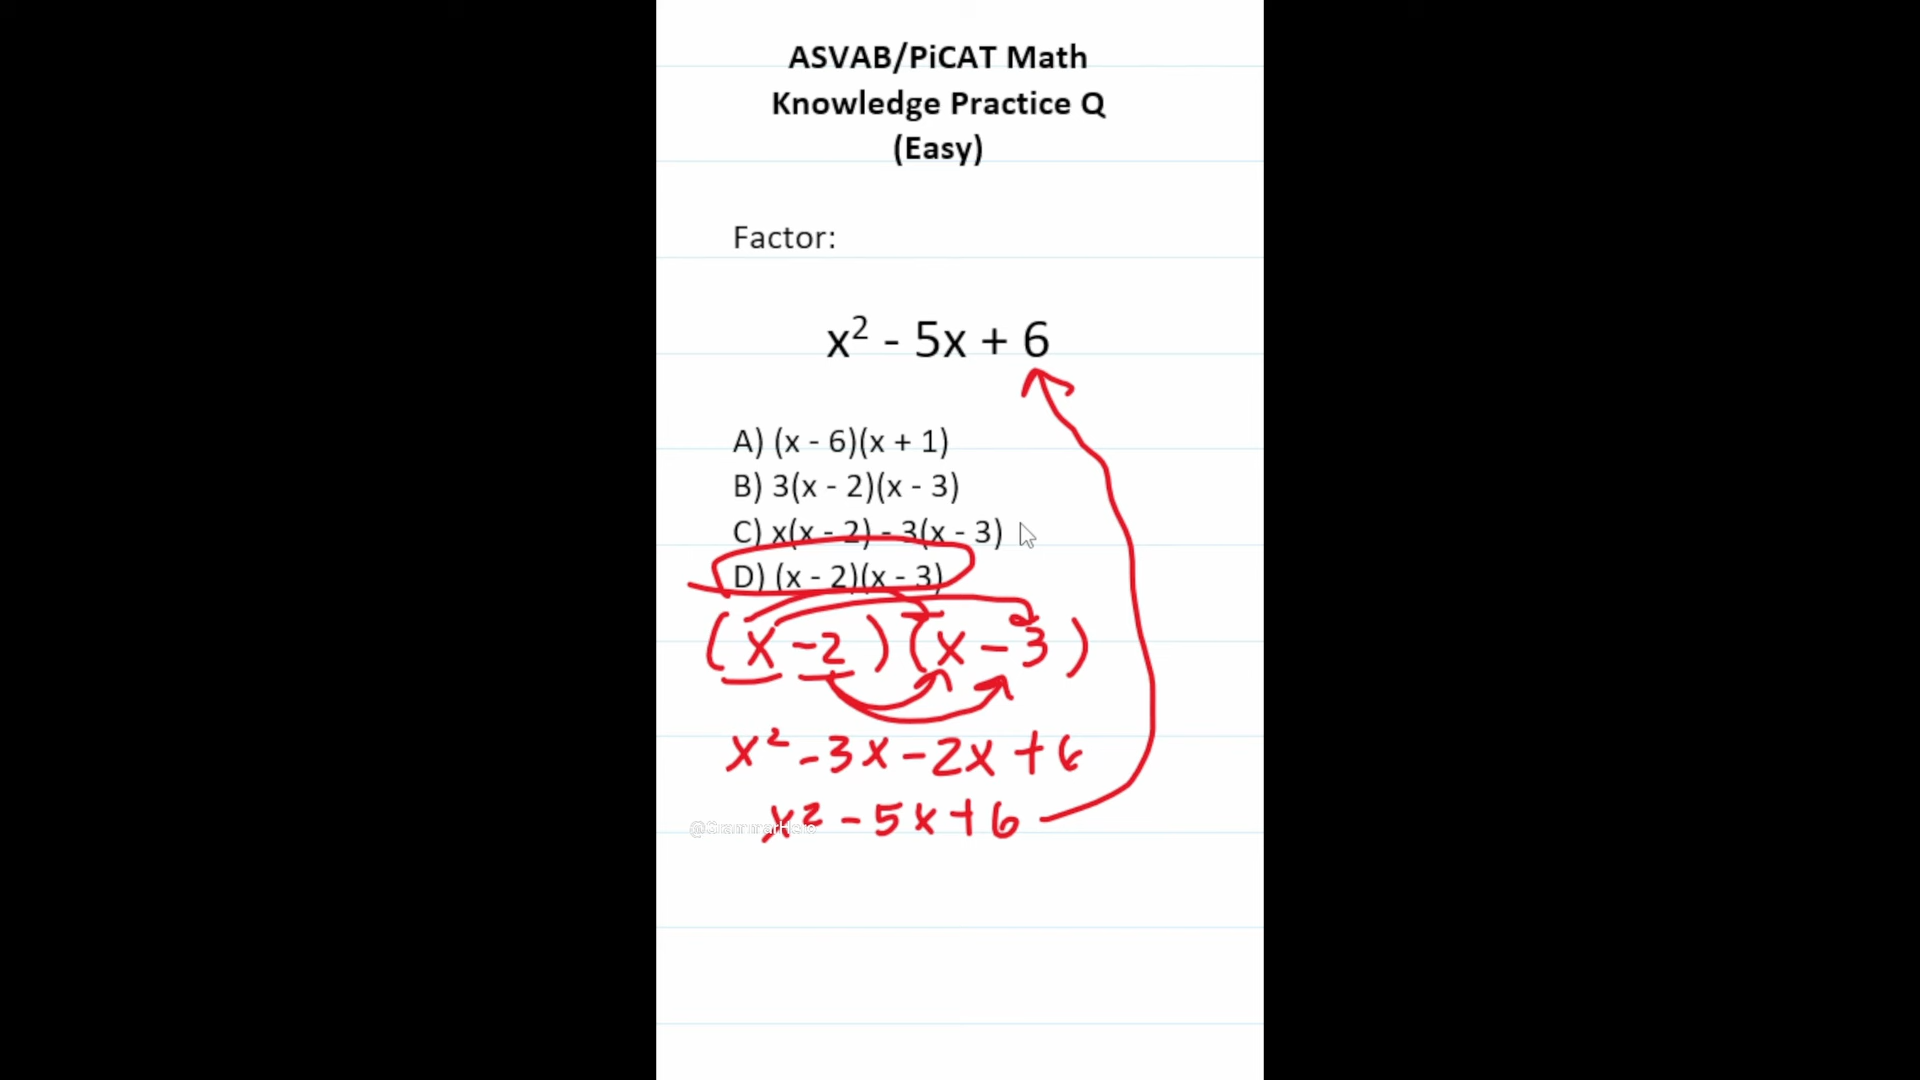 ASVAB/PiCAT Math
Knowledge Practice Q
(Easy)
Factor:
x² - 5x + 6
A) (x - 6)(x + 1)
B) 3(x - 2)(x - 3)
C) x(x - 2) - 3(x - 3)
D) (x - 2)(x - 3)
(x - 2)(x - 3)
x² - 3x - 2x + 6
x² - 5x + 6